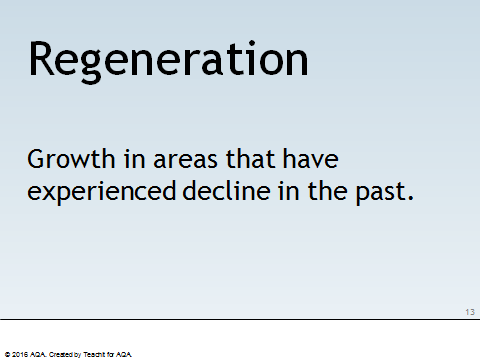 Regeneration
Growth in areas that have
experienced decline in the past.
13
© 2016 AQA. Created by Teachit for AQA.